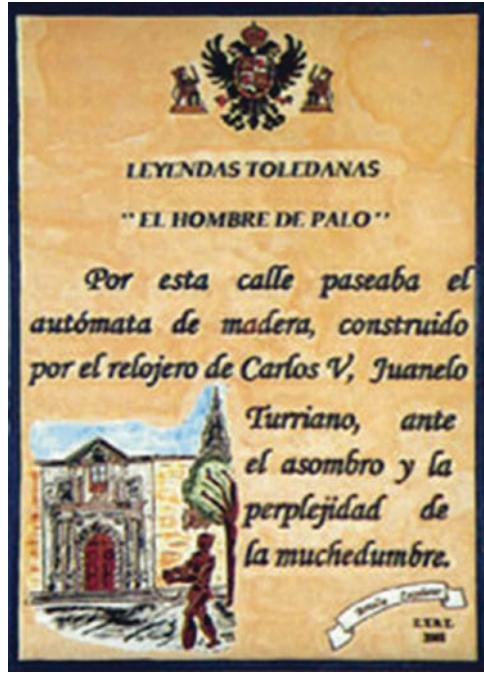 LEYENDAS TOLEDANAS
"EL HOMBRE DE PALO"
Por esta calle paseaba el
autómata de madera, construido
por el relojero de Carlos V, Juanelo
Turriano, ante
el asombro y la
perplejidad de
la muchedumbre.